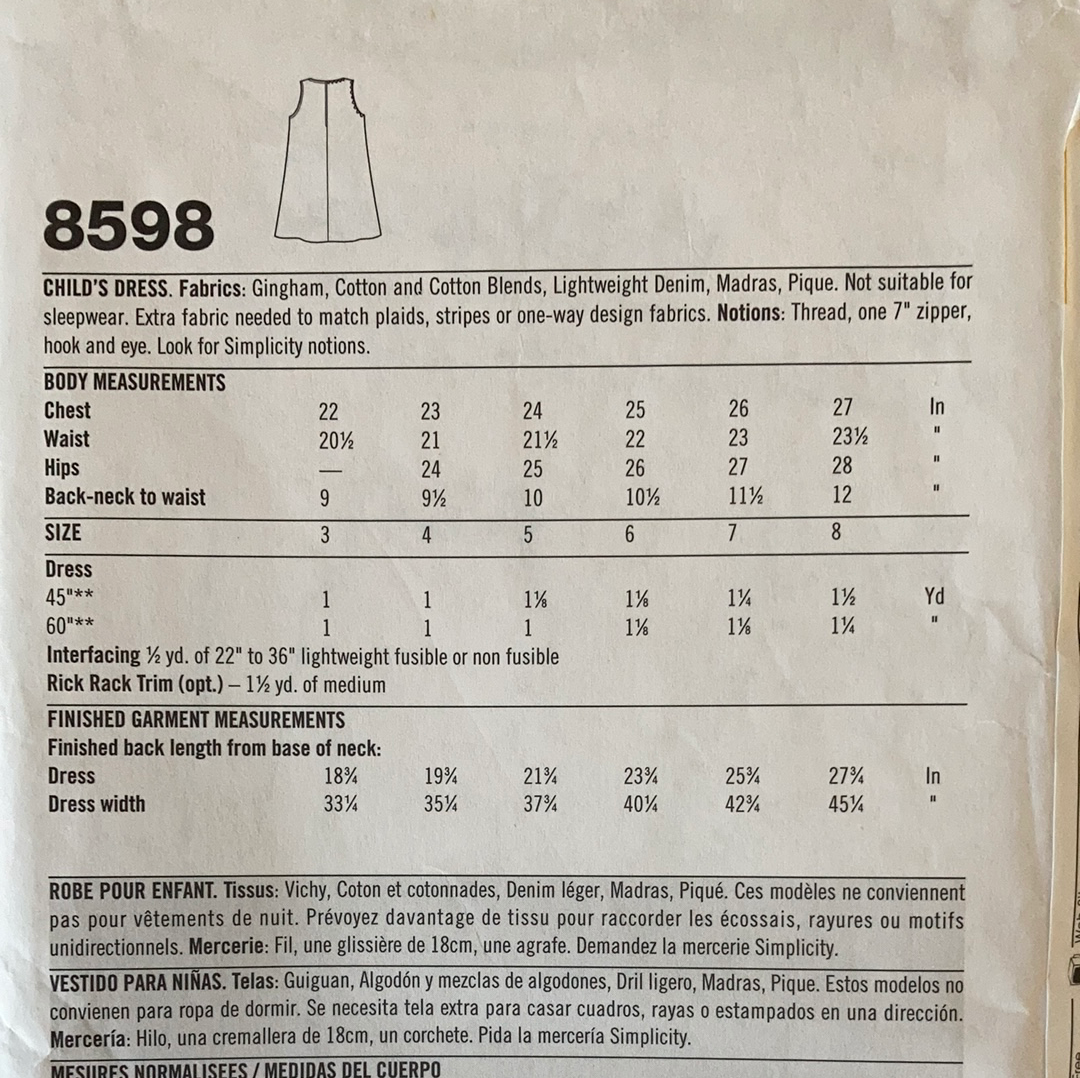 8598
CHILD'S DRESS. Fabrics: Gingham, Cotton and Cotton Blends, Lightweight Denim, Madras, Pique. Not suitable for
sleepwear. Extra fabric needed to match plaids, stripes or one-way design fabrics. Notions: Thread, one 7" zipper,
hook and eye. Look for Simplicity notions.
BODY MEASUREMENTS
Chest 22 23 24 25 26 27 In
Waist 20½ 21 21½ 22 23 23½ "
Hips — 24 25 26 27 28 "
Back-neck to waist 9 9½ 10 10½ 11½ 12 "
SIZE 3 4 5 6 7 8
Dress
45"** 1 1 1⅛ 1⅛ 1¼ 1½ Yd
60"** 1 1 1 1⅛ 1⅛ 1¼ "
Interfacing ½ yd. of 22" to 36" lightweight fusible or non fusible
Rick Rack Trim (opt.) – 1½ yd. of medium
FINISHED GARMENT MEASUREMENTS
Finished back length from base of neck:
Dress 18¾ 19¾ 21¾ 23¾ 25¾ 27¾ In
Dress width 33¼ 35¼ 37¾ 40¼ 42¾ 45¼ "
ROBE POUR ENFANT. Tissus: Vichy, Coton et cotonnades, Denim léger, Madras, Piqué. Ces modèles ne conviennent
pas pour vêtements de nuit. Prévoyez davantage de tissu pour raccorder les écossais, rayures ou motifs
unidirectionnels. Mercerie: Fil, une glissière de 18cm, une agrafe. Demandez la mercerie Simplicity.
VESTIDO PARA NIÑAS. Telas: Guiguan, Algodón y mezclas de algodones, Dril ligero, Madras, Pique. Estos modelos no
convienen para ropa de dormir. Se necesita tela extra para casar cuadros, rayas o estampados en una dirección.
Mercería: Hilo, una cremallera de 18cm, un corchete. Pida la mercería Simplicity.
MESURES NORMALISEES / MEDIDAS DEL CUERPO